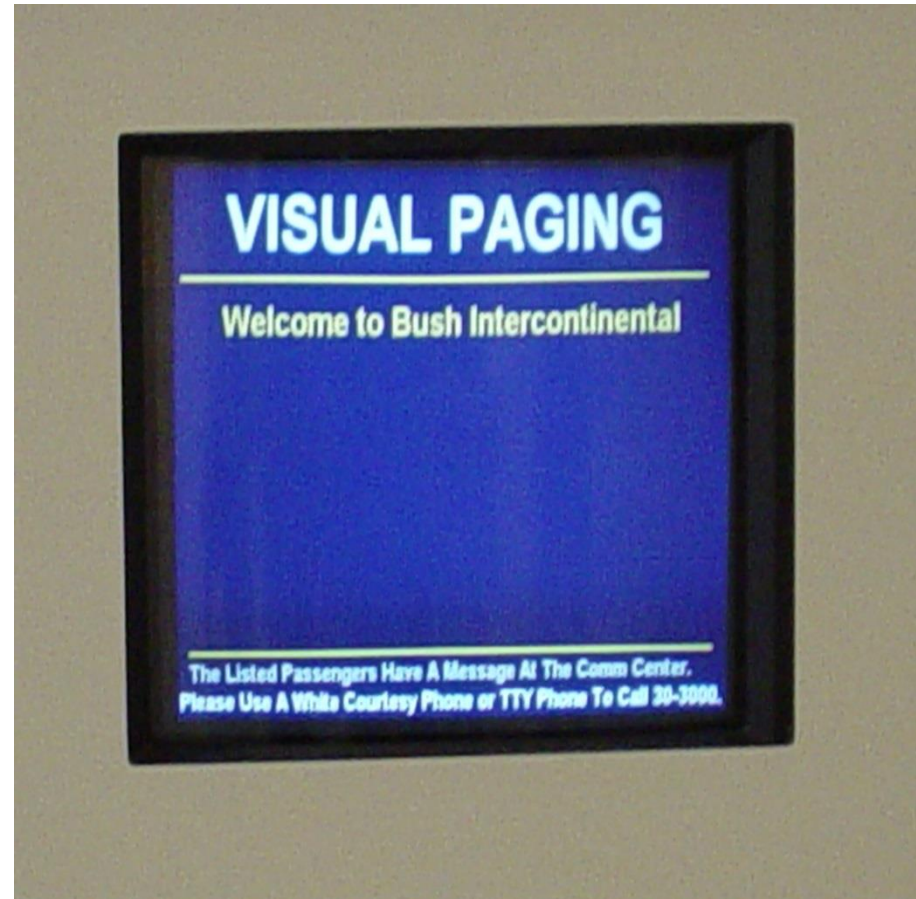 VISUAL PAGING
Welcome to Bush Intercontinental
The Listed Passengers Have A Message At The Comm Center.
Please Use A White Courtesy Phone or TTY Phone To Call 30-3000.